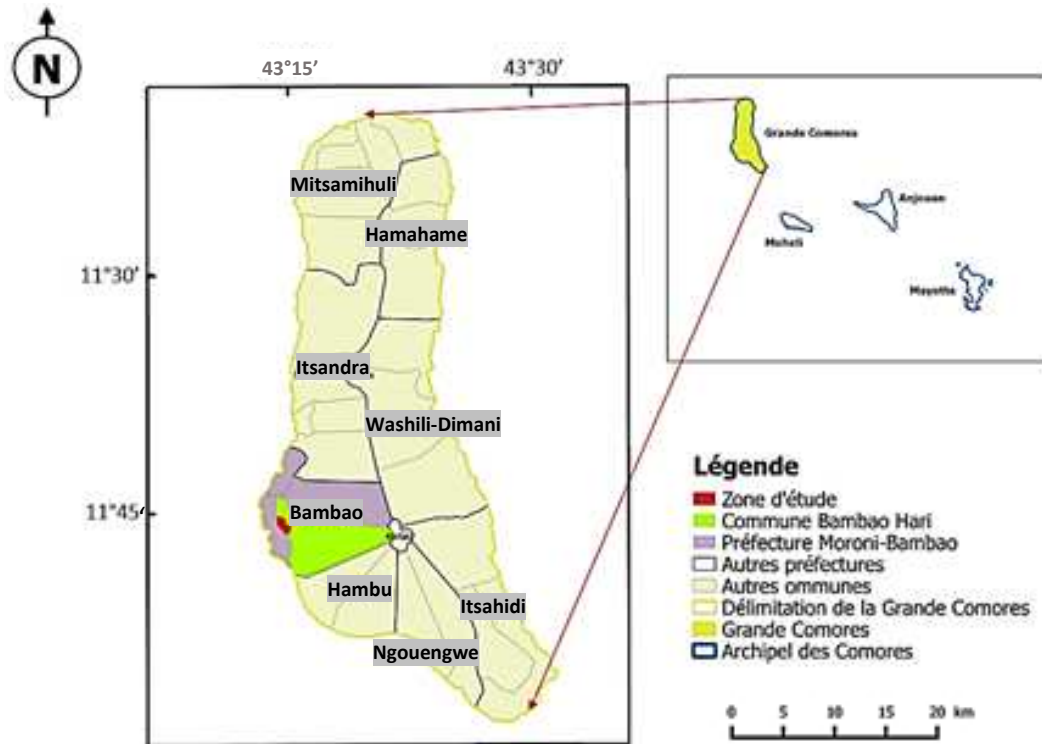 N
43°15’
43°30’
11°30’
11°45’
Mitsamihuli
Hamahame
Itsandra
Washili-Dimani
Bambao
Hambu
Itsahidi
Ngouengwe
Grande Comores
Anjouan
Moheli
Mayotte
Légende
Zone d'étude
Commune Bambao Hari
Préfecture Moroni-Bambao
Autres préfectures
Autres ommunes
Délimitation de la Grande Comores
Grande Comores
Archipel des Comores
0 5 10 15 20 km